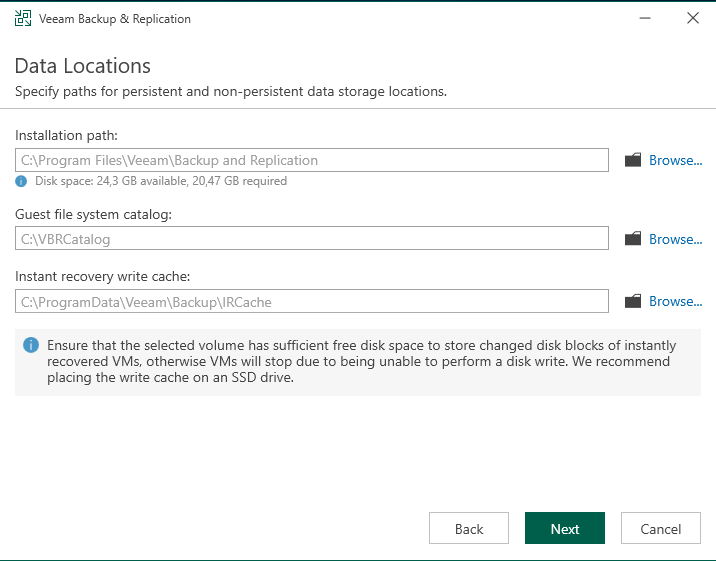 Veeam Backup & Replication
Data Locations
Specify paths for persistent and non-persistent data storage locations.
Installation path:
C:\Program Files\Veeam\Backup and Replication
Browse...
Disk space: 24,3 GB available, 20,47 GB required
Guest file system catalog:
C:\VBRCatalog
Browse...
Instant recovery write cache:
C:\ProgramData\Veeam\Backup\IRCache
Browse...
Ensure that the selected volume has sufficient free disk space to store changed disk blocks of instantly
recovered VMs, otherwise VMs will stop due to being unable to perform a disk write. We recommend
placing the write cache on an SSD drive.
Back
Next
Cancel